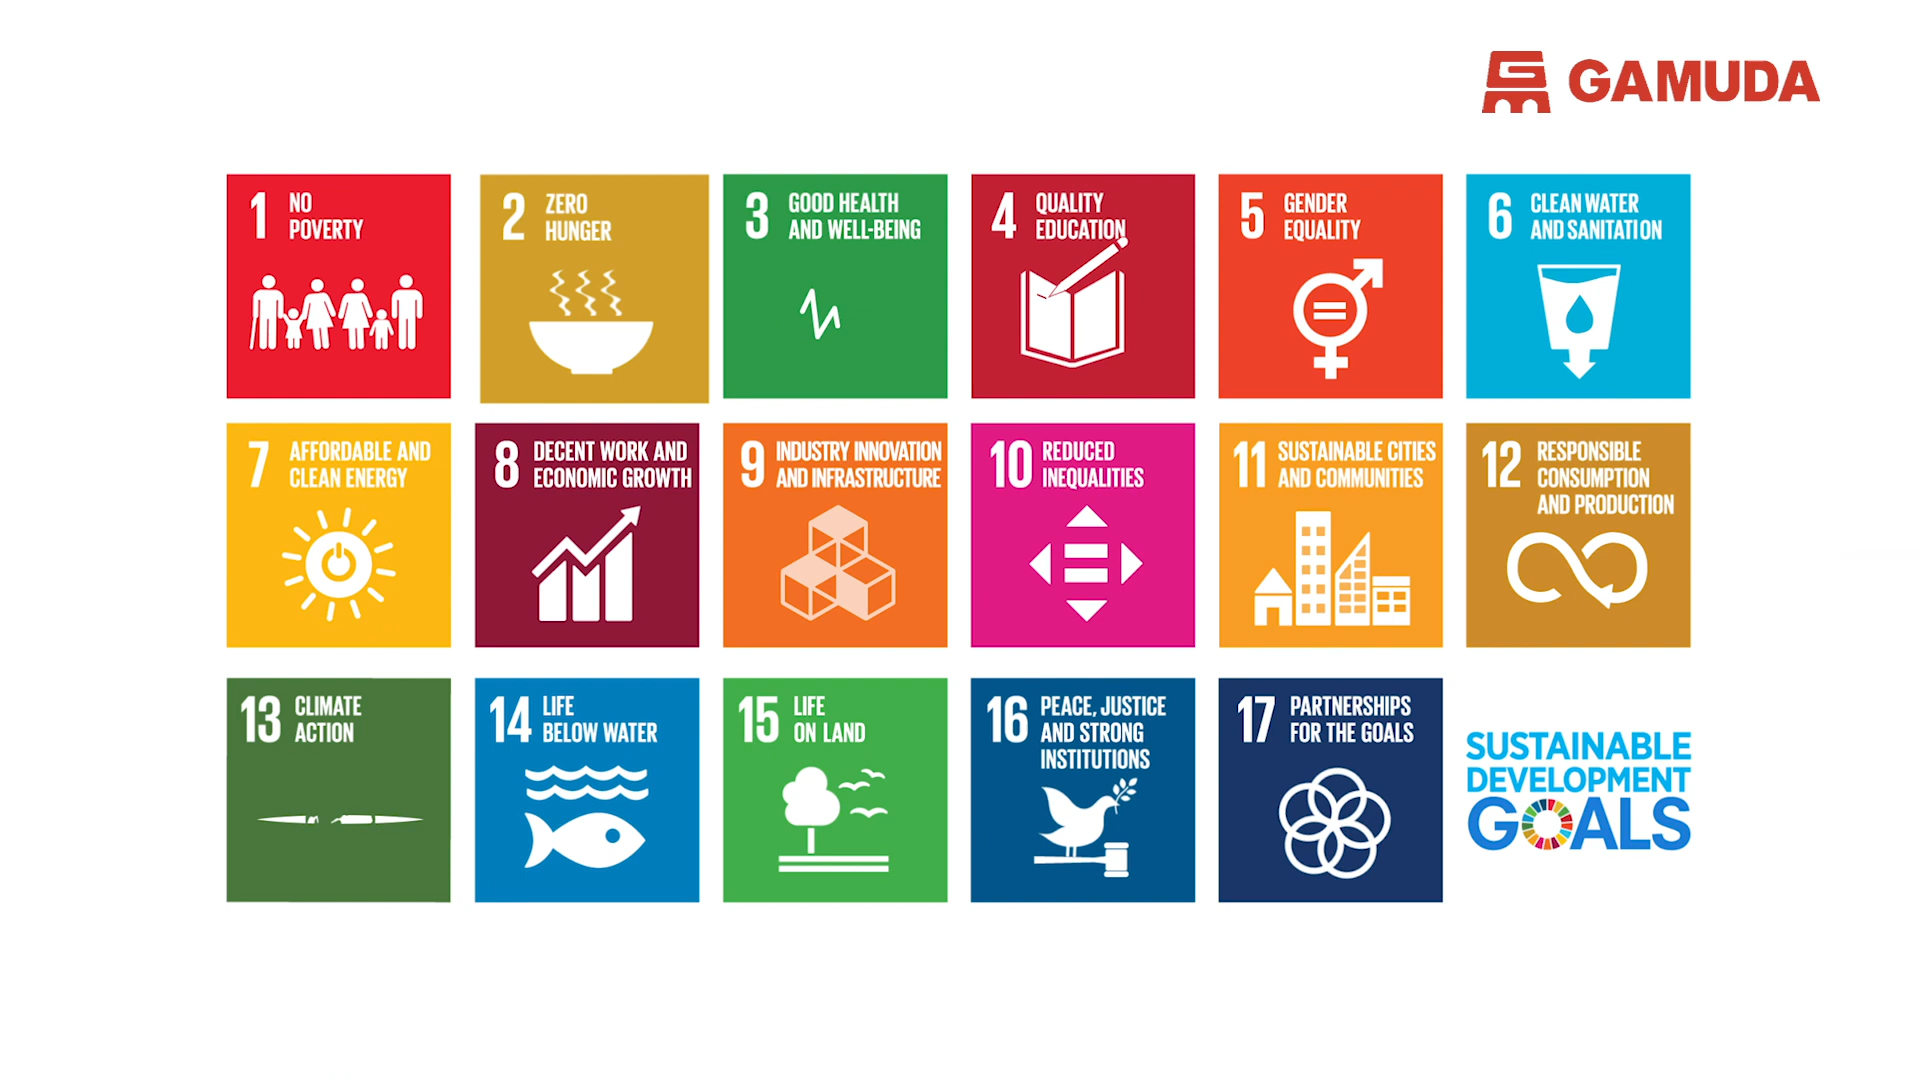 GAMUDA
1 NO
POVERTY
2 ZERO
HUNGER
3 GOOD HEALTH
AND WELL-BEING
4 QUALITY
EDUCATION
5 GENDER
EQUALITY
6 CLEAN WATER
AND SANITATION
7 AFFORDABLE AND
CLEAN ENERGY
8 DECENT WORK AND
ECONOMIC GROWTH
9 INDUSTRY INNOVATION
AND INFRASTRUCTURE
10 REDUCED
INEQUALITIES
11 SUSTAINABLE CITIES
AND COMMUNITIES
12 RESPONSIBLE
CONSUMPTION
AND PRODUCTION
13 CLIMATE
ACTION
14 LIFE
BELOW WATER
15 LIFE
ON LAND
16 PEACE, JUSTICE
AND STRONG
INSTITUTIONS
17 PARTNERSHIPS
FOR THE GOALS
SUSTAINABLE
DEVELOPMENT
GOALS